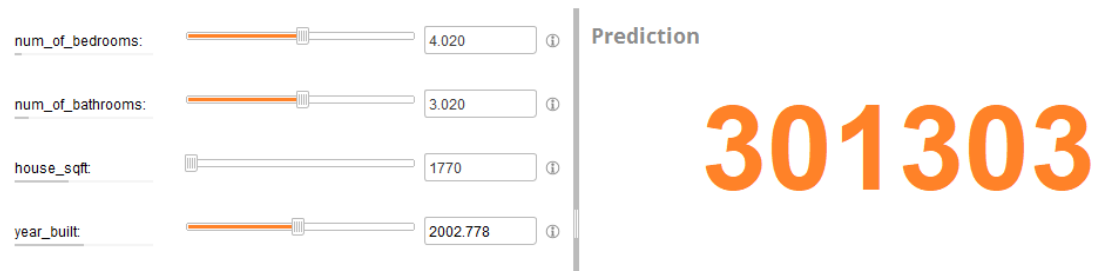 num_of_bedrooms: 4.020
num_of_bathrooms: 3.020
house_sqft: 1770
year_built: 2002.778
Prediction
301303